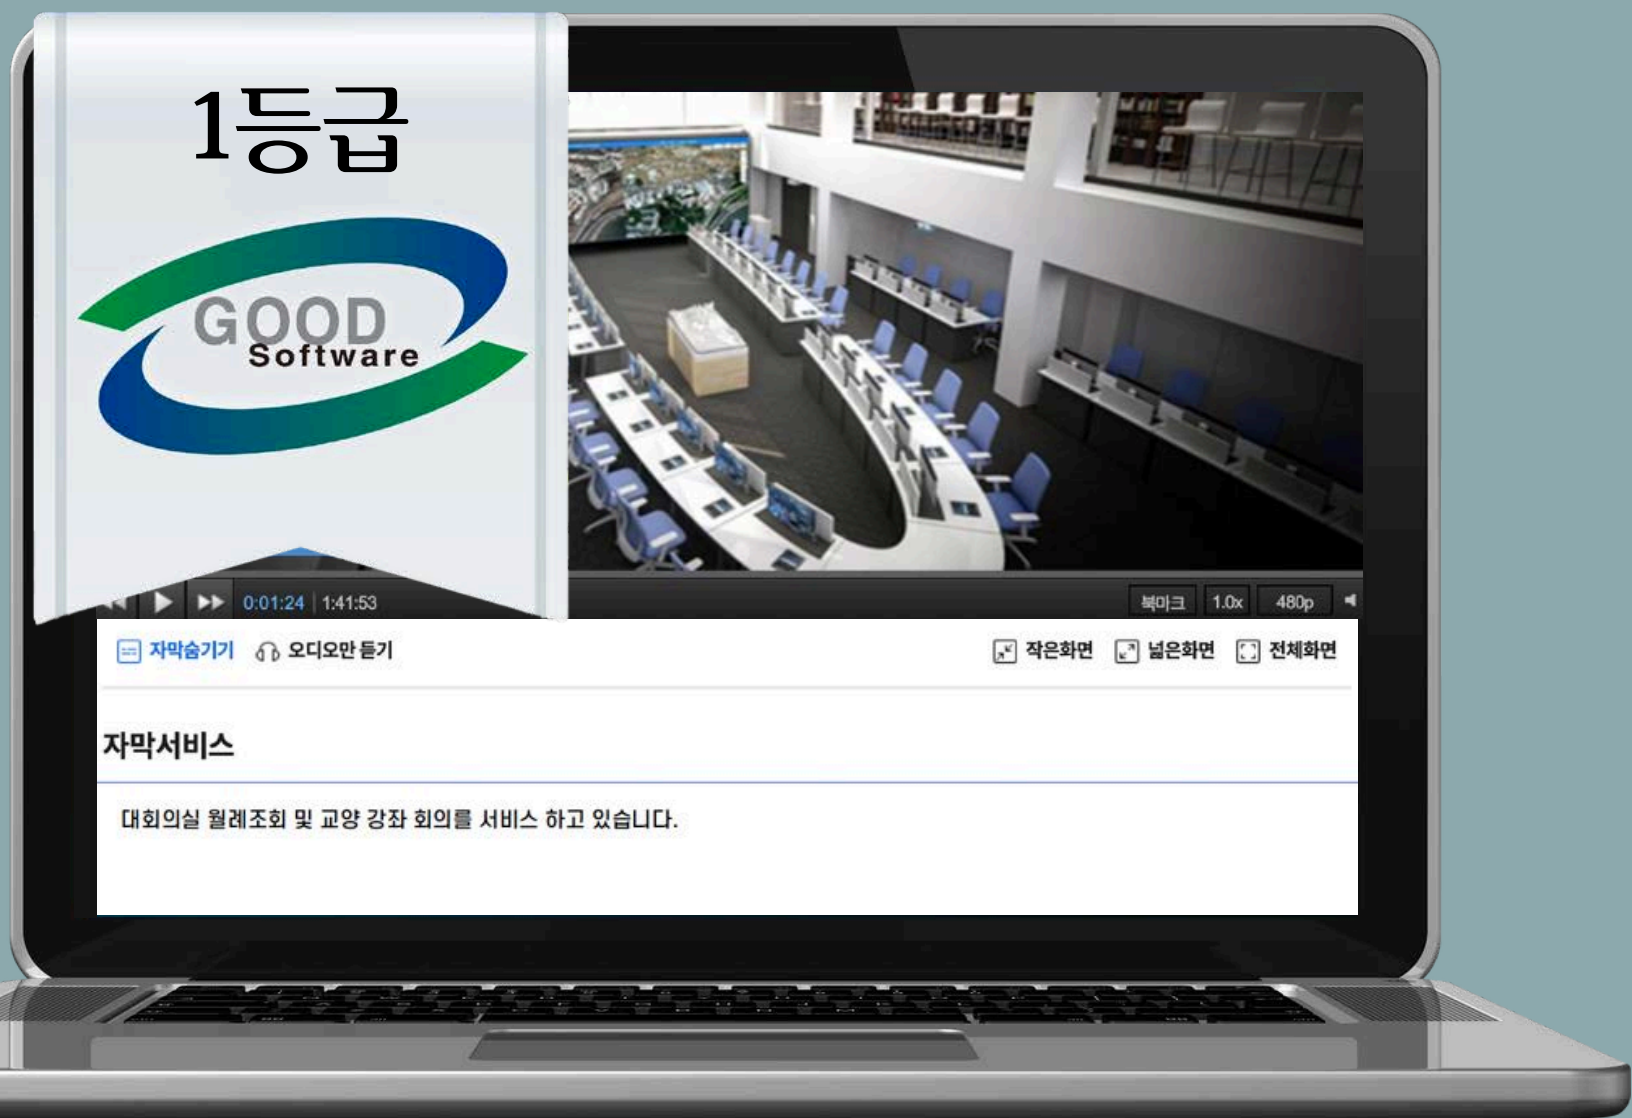 1등급
GOOD
Software
0:01:24 1:41:53
북마크 1.0x 480p
자막숨기기 오디오만 듣기 작은화면 넓은화면 전체화면
자막서비스
대회의실 월례조회 및 교양 강좌 회의를 서비스 하고 있습니다.